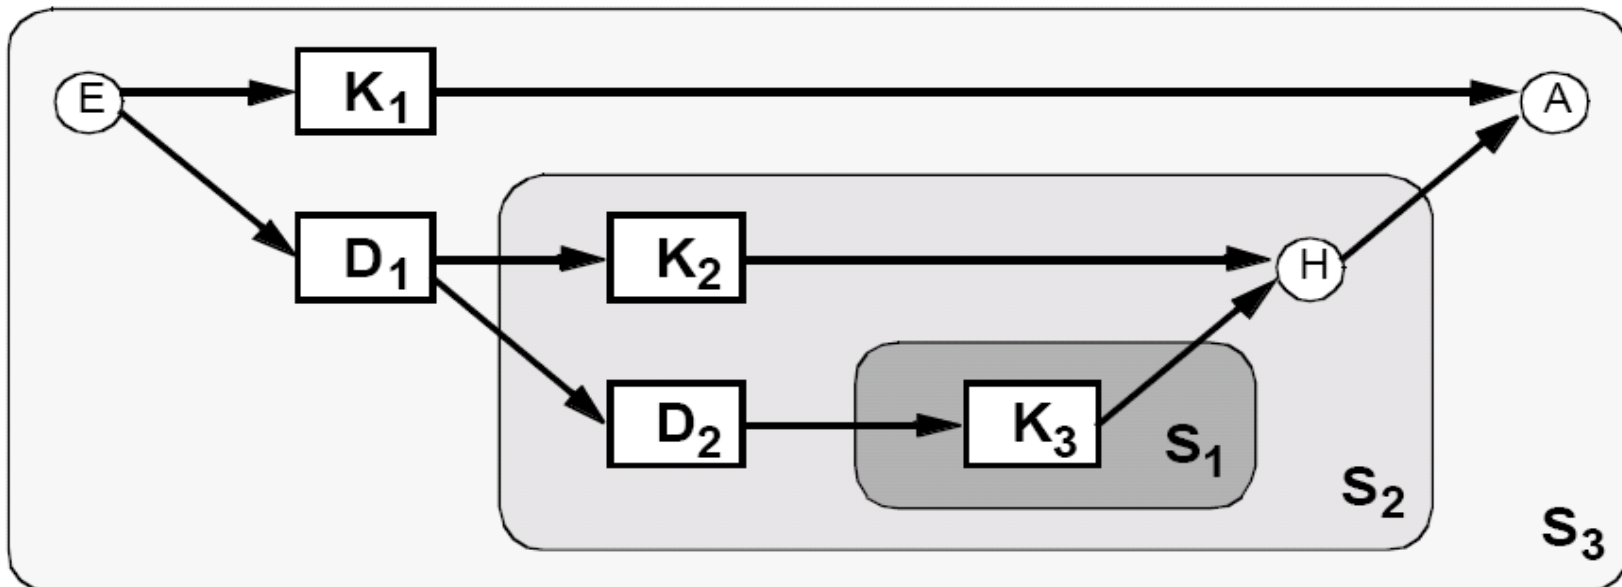 E K₁ A
D₁ K₂ H
D₂ K₃ S₁
S₂
S₃